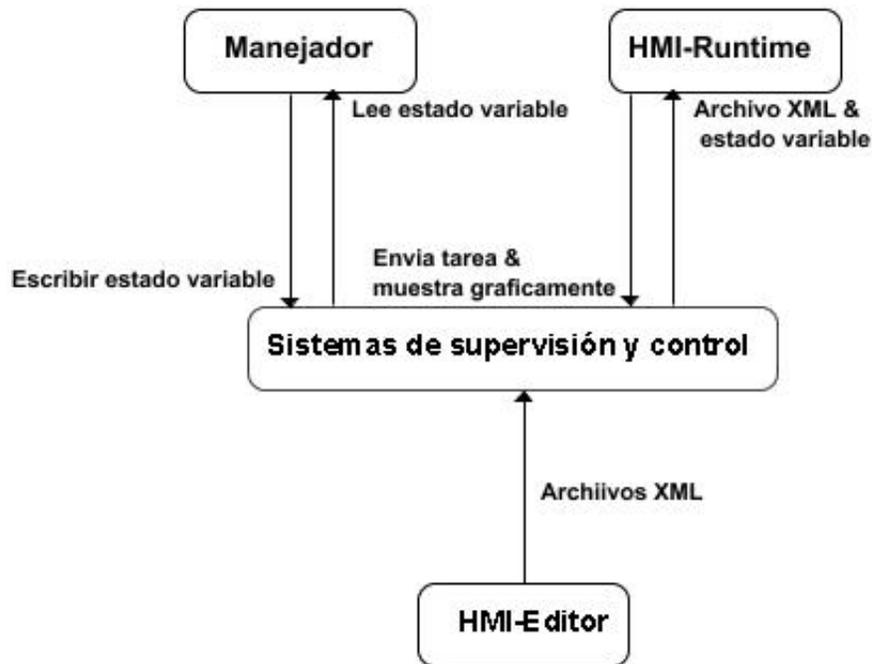 Manejador
HMI-Runtime
Lee estado variable
Archivo XML &
estado variable
Escribir estado variable
Envia tarea &
muestra graficamente
Sistemas de supervisión y control
Archiivos XML
HMI-Editor